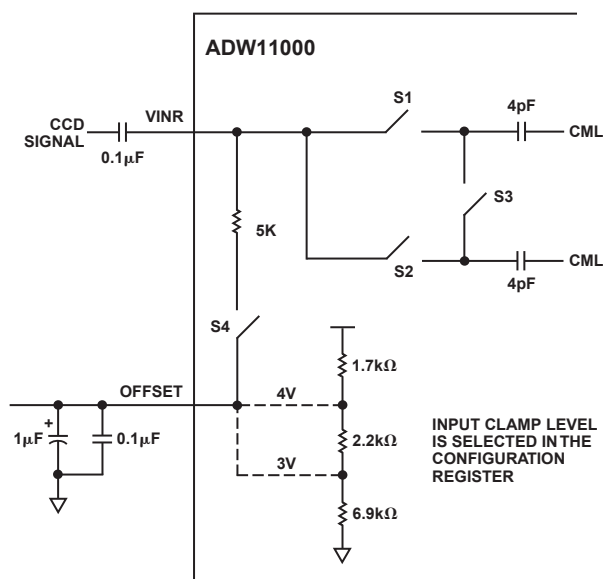 ADW11000
S1
4pF
CML
VINR
CCD
SIGNAL
0.1μF
S3
5K
S2
4pF
CML
S4
1.7kΩ
OFFSET
4V
+
1μF
0.1μF
2.2kΩ
INPUT CLAMP LEVEL
IS SELECTED IN THE
CONFIGURATION
REGISTER
3V
6.9kΩ